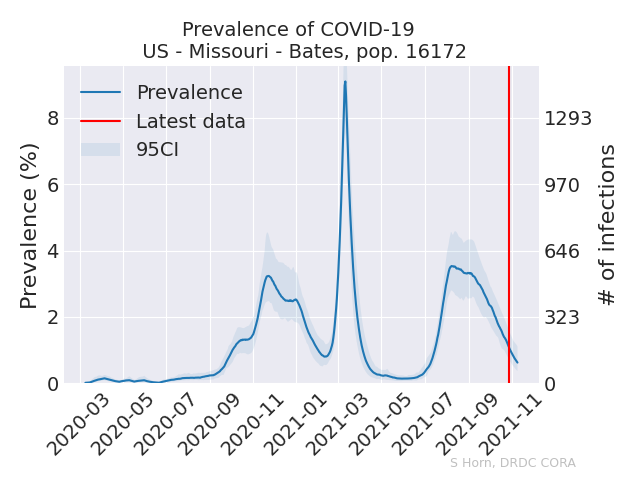 Prevalence of COVID-19
US - Missouri - Bates, pop. 16172
Prevalence
Latest data
95CI
Prevalence (%)
8
6
4
2
0
1293
970
646
323
0
# of infections
2020-03
2020-05
2020-07
2020-09
2020-11
2021-01
2021-03
2021-05
2021-07
2021-09
2021-11
S Horn, DRDC CORA